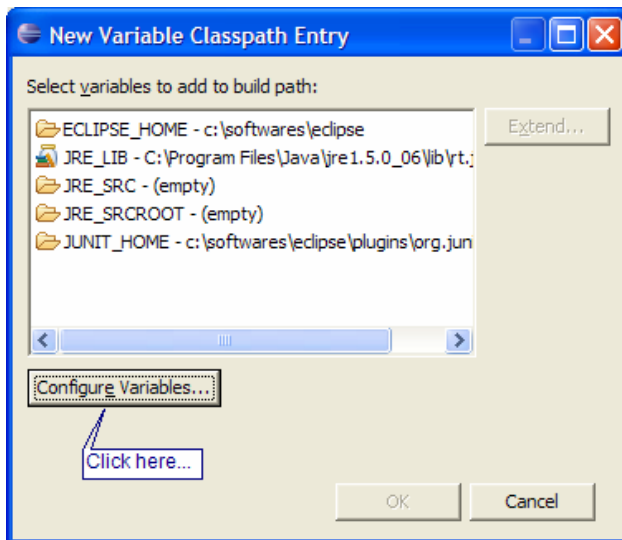 New Variable Classpath Entry
Select variables to add to build path:
ECLIPSE_HOME - c:\softwares\eclipse
Extend...
JRE_LIB - C:\Program Files\Java\jre1.5.0_06\lib\rt.j
JRE_SRC - (empty)
JRE_SRCROOT - (empty)
JUNIT_HOME - c:\softwares\eclipse\plugins\org.juni
Configure Variables...
Click here...
OK
Cancel